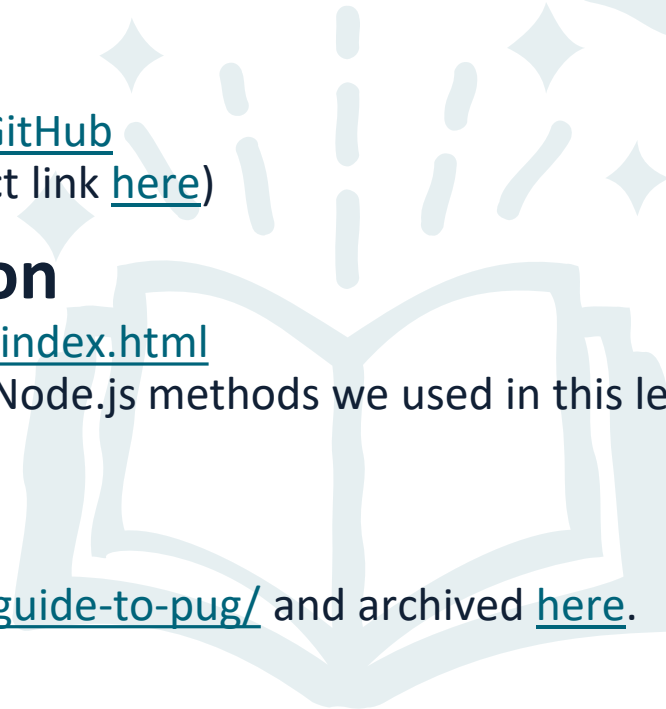 GitHub
ct link here)
on
index.html
Node.js methods we used in this le
guide-to-pug/ and archived here.